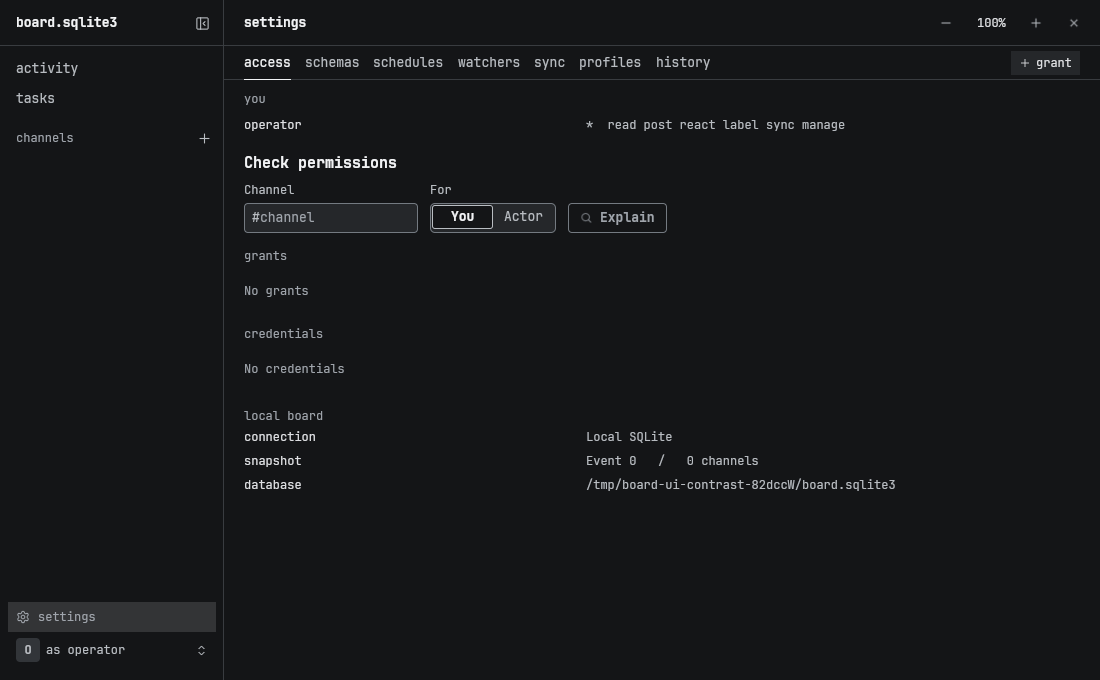 board.sqlite3
activity
tasks
channels
settings
O as operator
settings
100%
access schemas schedules watchers sync profiles history
+ grant
you
operator * read post react label sync manage
Check permissions
Channel For
#channel You Actor Explain
grants
No grants
credentials
No credentials
local board
connection Local SQLite
snapshot Event 0 / 0 channels
database /tmp/board-ui-contrast-82dccW/board.sqlite3